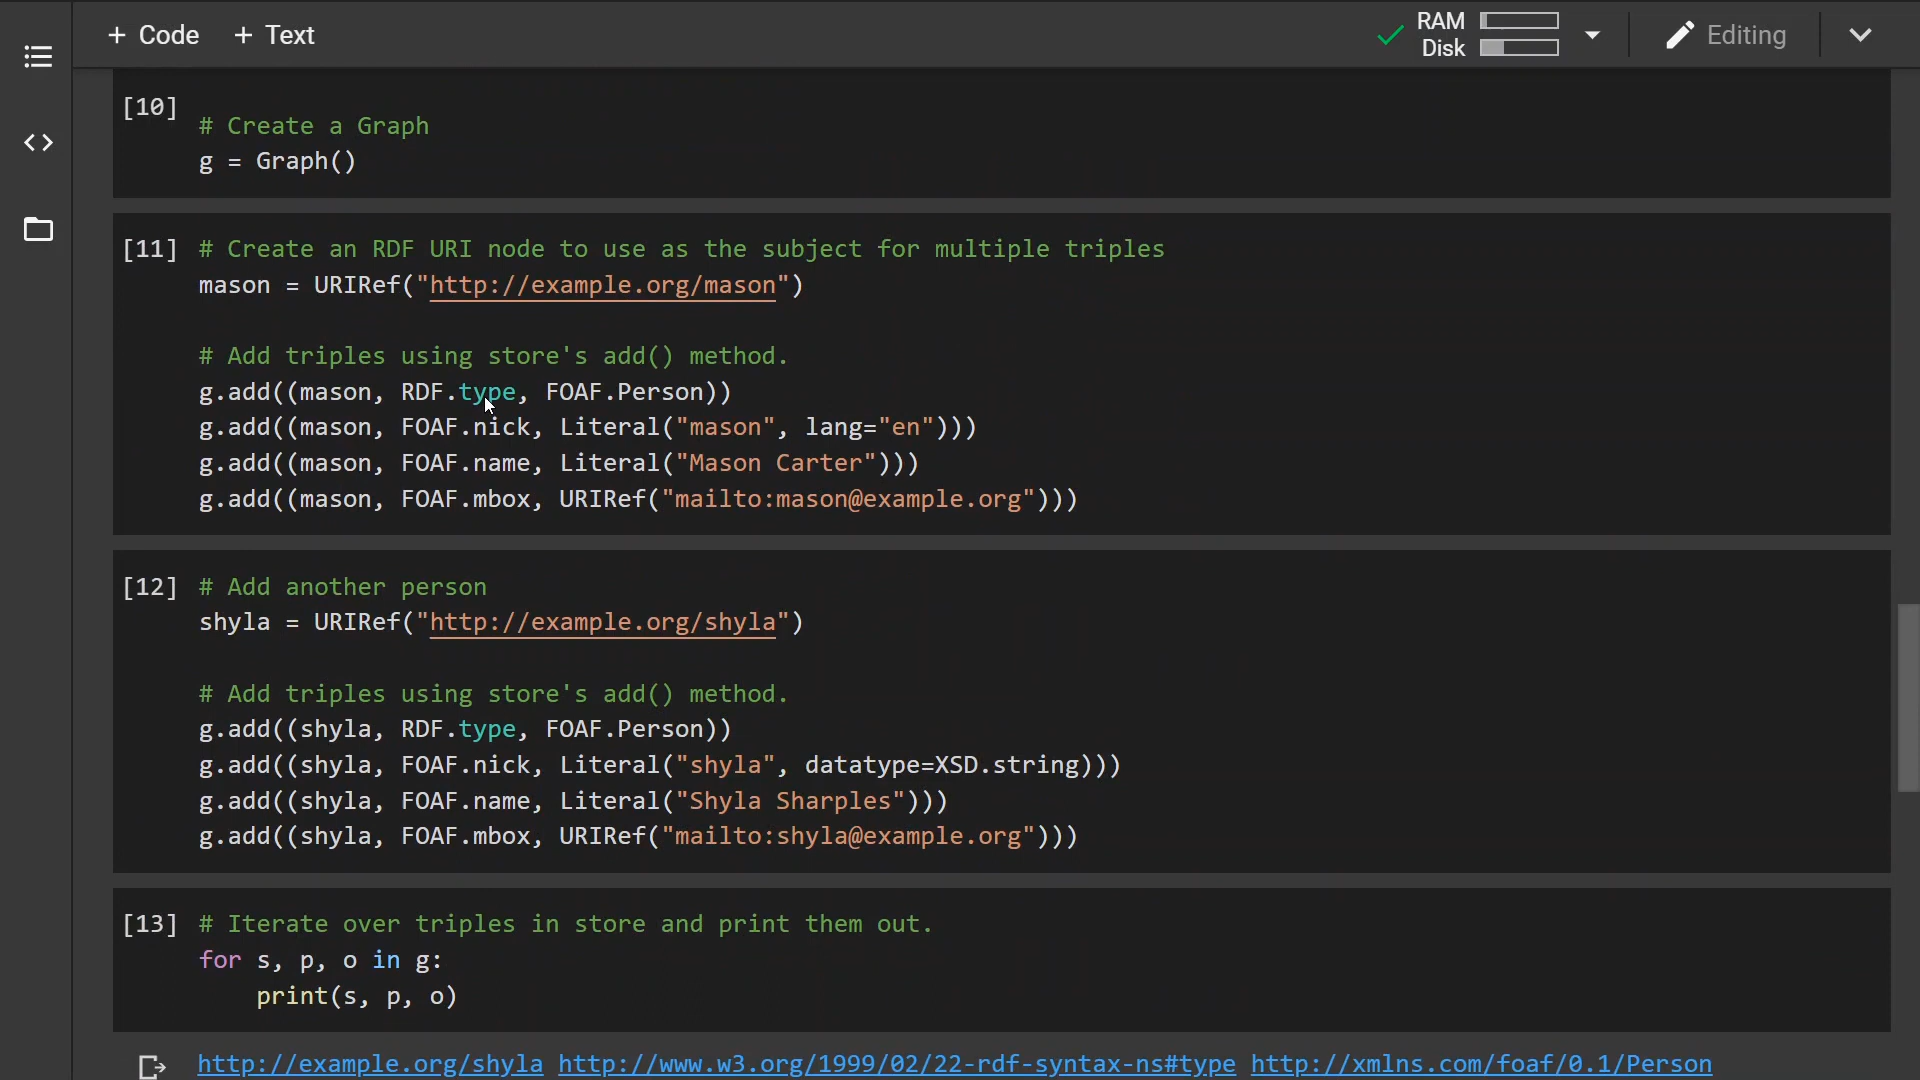 + Code + Text
RAM
Disk
Editing
[10]
# Create a Graph
g = Graph()
[11] # Create an RDF URI node to use as the subject for multiple triples
mason = URIRef("http://example.org/mason")
# Add triples using store's add() method.
g.add((mason, RDF.type, FOAF.Person))
g.add((mason, FOAF.nick, Literal("mason", lang="en")))
g.add((mason, FOAF.name, Literal("Mason Carter")))
g.add((mason, FOAF.mbox, URIRef("mailto:mason@example.org")))
[12] # Add another person
shyla = URIRef("http://example.org/shyla")
# Add triples using store's add() method.
g.add((shyla, RDF.type, FOAF.Person))
g.add((shyla, FOAF.nick, Literal("shyla", datatype=XSD.string)))
g.add((shyla, FOAF.name, Literal("Shyla Sharples")))
g.add((shyla, FOAF.mbox, URIRef("mailto:shyla@example.org")))
[13] # Iterate over triples in store and print them out.
for s, p, o in g:
print(s, p, o)
http://example.org/shyla http://www.w3.org/1999/02/22-rdf-syntax-ns#type http://xmlns.com/foaf/0.1/Person